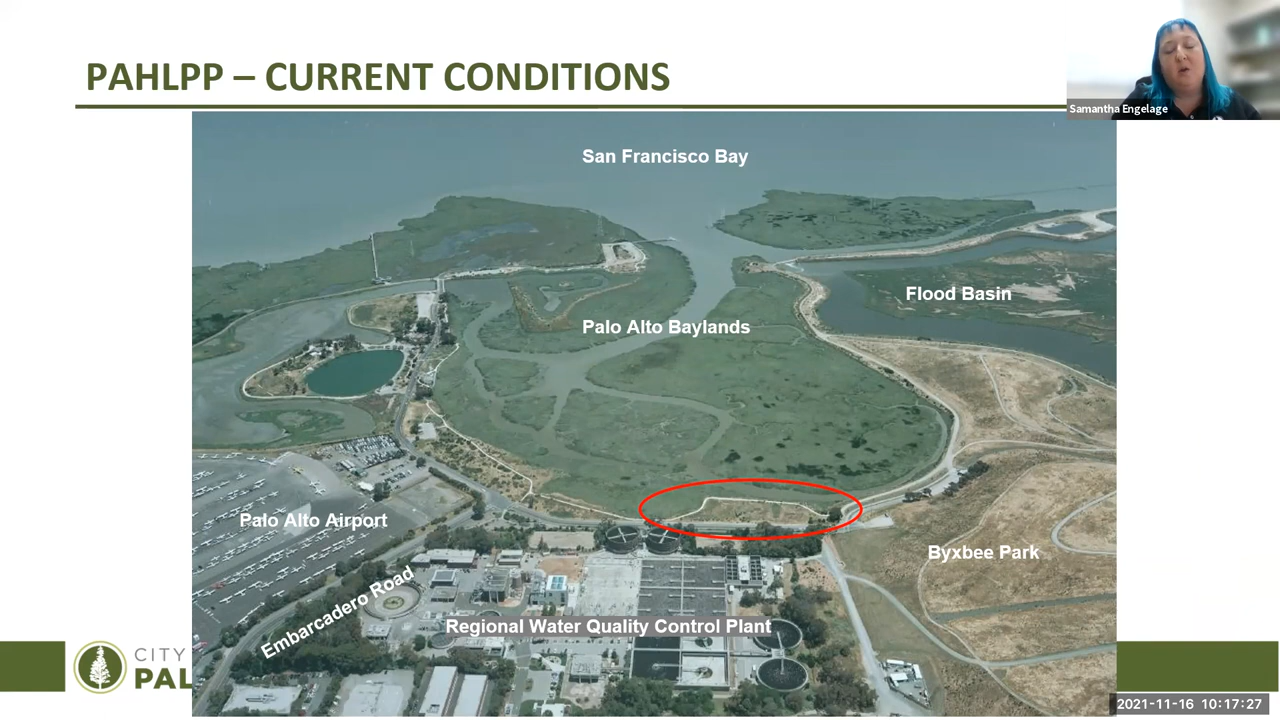 PAHLPP – CURRENT CONDITIONS
Samantha Engelage
San Francisco Bay
Flood Basin
Palo Alto Baylands
Palo Alto Airport
Byxbee Park
Embarcadero Road
Regional Water Quality Control Plant
CITY
PAL
2021-11-16 10:17:27